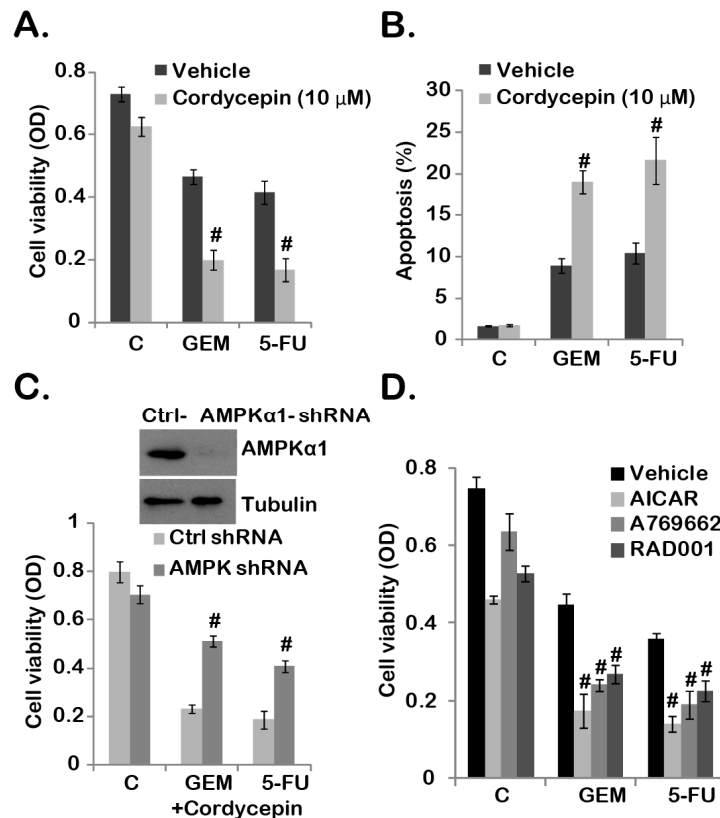 A.
Vehicle
Cordycepin (10 μM)
Cell viability (OD)
0.8
0.6
0.4
0.2
0
#
#
C
GEM
5-FU
B.
Vehicle
Cordycepin (10 μM)
Apoptosis (%)
30
25
20
15
10
5
0
#
#
C
GEM
5-FU
C.
Ctrl- AMPKα1-shRNA
AMPKα1
Tubulin
Ctrl shRNA
AMPK shRNA
Cell viability (OD)
1
0.8
0.6
0.4
0.2
0
#
#
C
GEM
5-FU
+Cordycepin
D.
Vehicle
AICAR
A769662
RAD001
Cell viability (OD)
0.8
0.6
0.4
0.2
0
# # #
# # #
C
GEM
5-FU